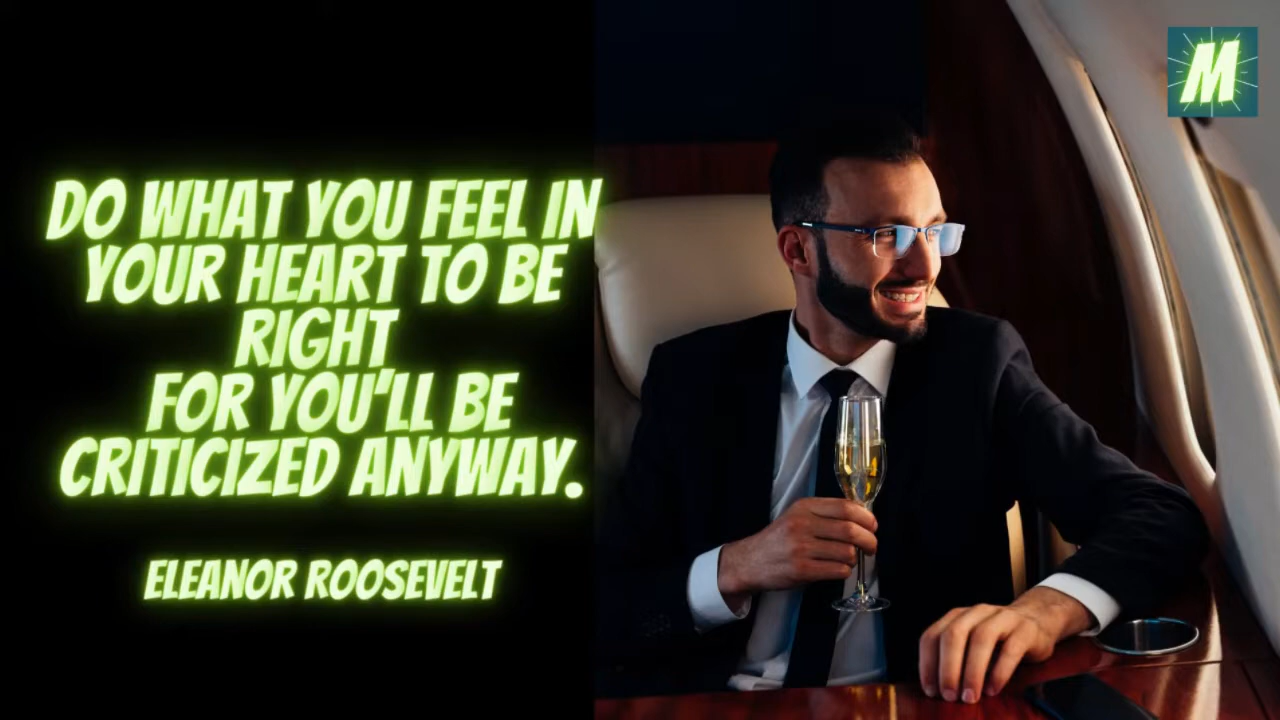 M
DO WHAT YOU FEEL IN
YOUR HEART TO BE
RIGHT
FOR YOU'LL BE
CRITICIZED ANYWAY.
ELEANOR ROOSEVELT